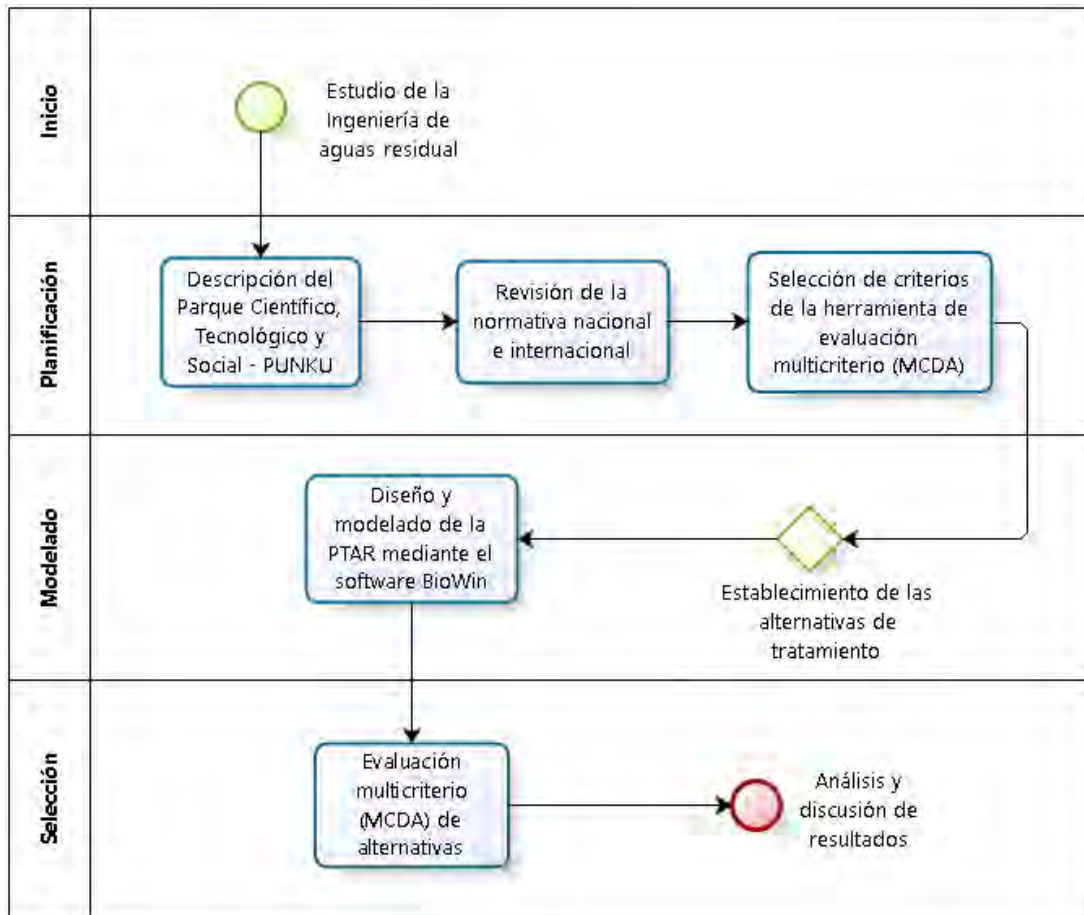 Inicio
Estudio de la
Ingeniería de
aguas residual
Planificación
Descripción del
Parque Científico,
Tecnológico y
Social - PUNKU
Revisión de la
normativa nacional
e internacional
Selección de criterios
de la herramienta de
evaluación
multicriterio (MCDA)
Modelado
Diseño y
modelado de la
PTAR mediante el
software BioWin
Establecimiento de las
alternativas de
tratamiento
Selección
Evaluación
multicriterio
(MCDA) de
alternativas
Análisis y
discusión de
resultados